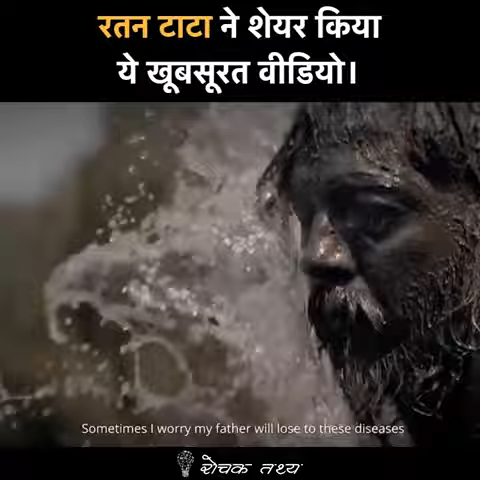 रतन टाटा ने शेयर किया
ये खूबसूरत वीडियो।
Sometimes I worry my father will lose to these diseases
रोचक तथ्य